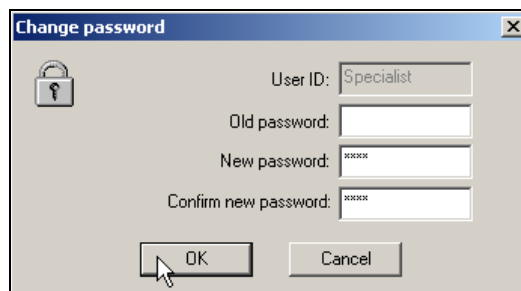 Change password
User ID: Specialist
Old password:
New password: ****
Confirm new password: ****
OK Cancel